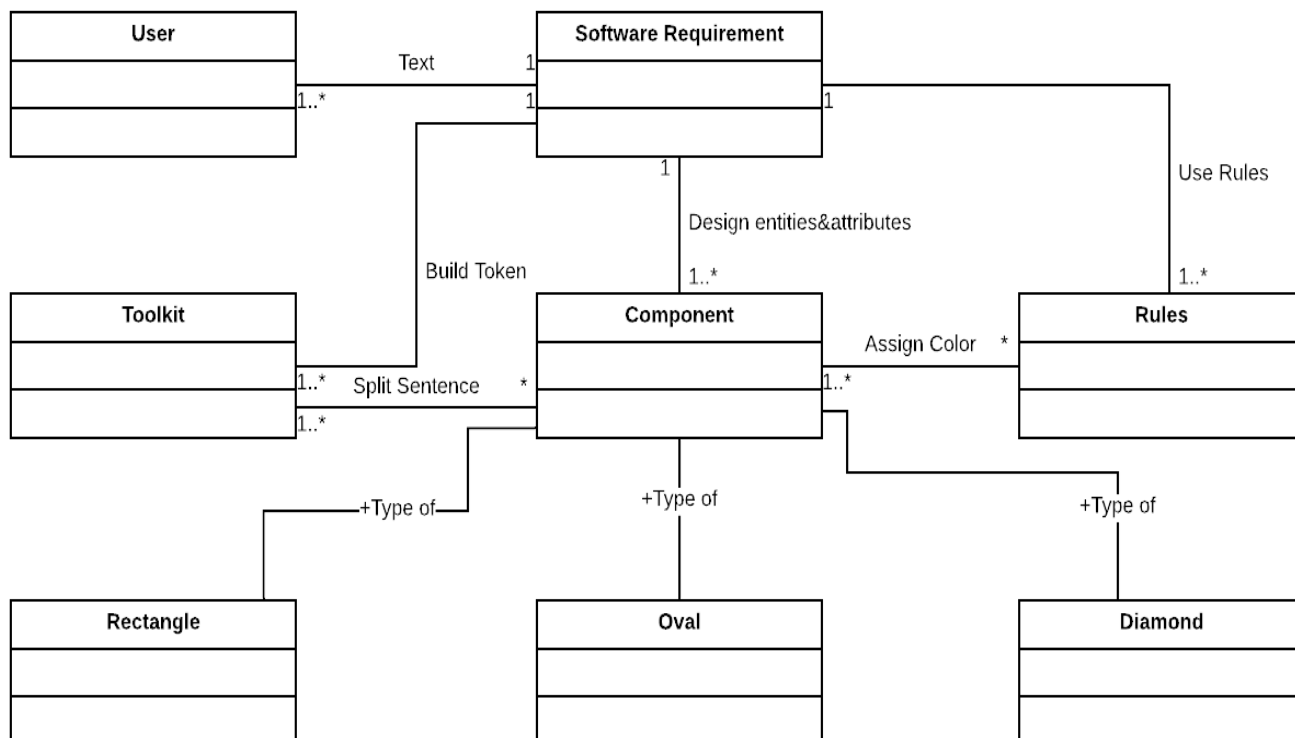 User
Software Requirement
Text
1
1..*
1
1
1
Use Rules
Design entities&attributes
Build Token
1..*
1..*
Toolkit
Component
Rules
Assign Color
*
1..*
Split Sentence
*
1..*
1..*
+Type of
+Type of
+Type of
Rectangle
Oval
Diamond